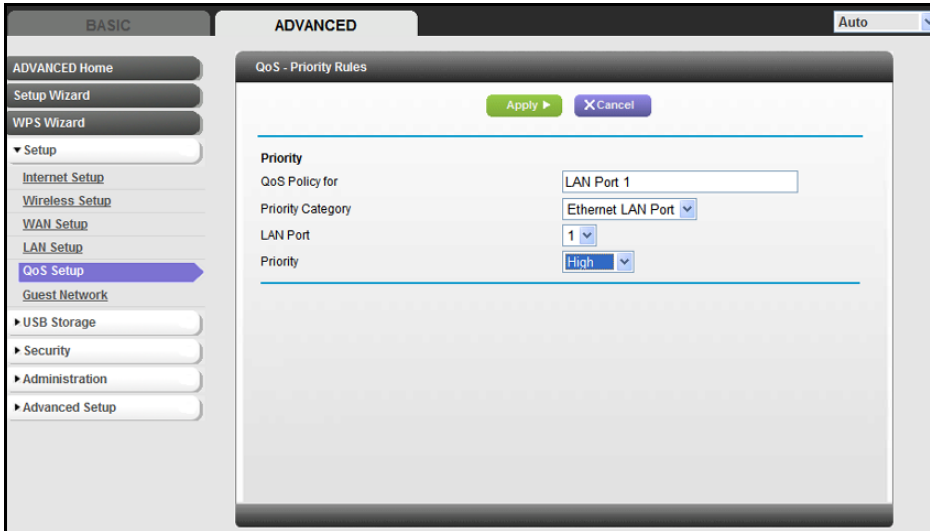 BASIC
ADVANCED
Auto
ADVANCED Home
Setup Wizard
WPS Wizard
Setup
Internet Setup
Wireless Setup
WAN Setup
LAN Setup
QoS Setup
Guest Network
USB Storage
Security
Administration
Advanced Setup
QoS - Priority Rules
Apply
Cancel
Priority
QoS Policy for LAN Port 1
Priority Category Ethernet LAN Port
LAN Port 1
Priority High